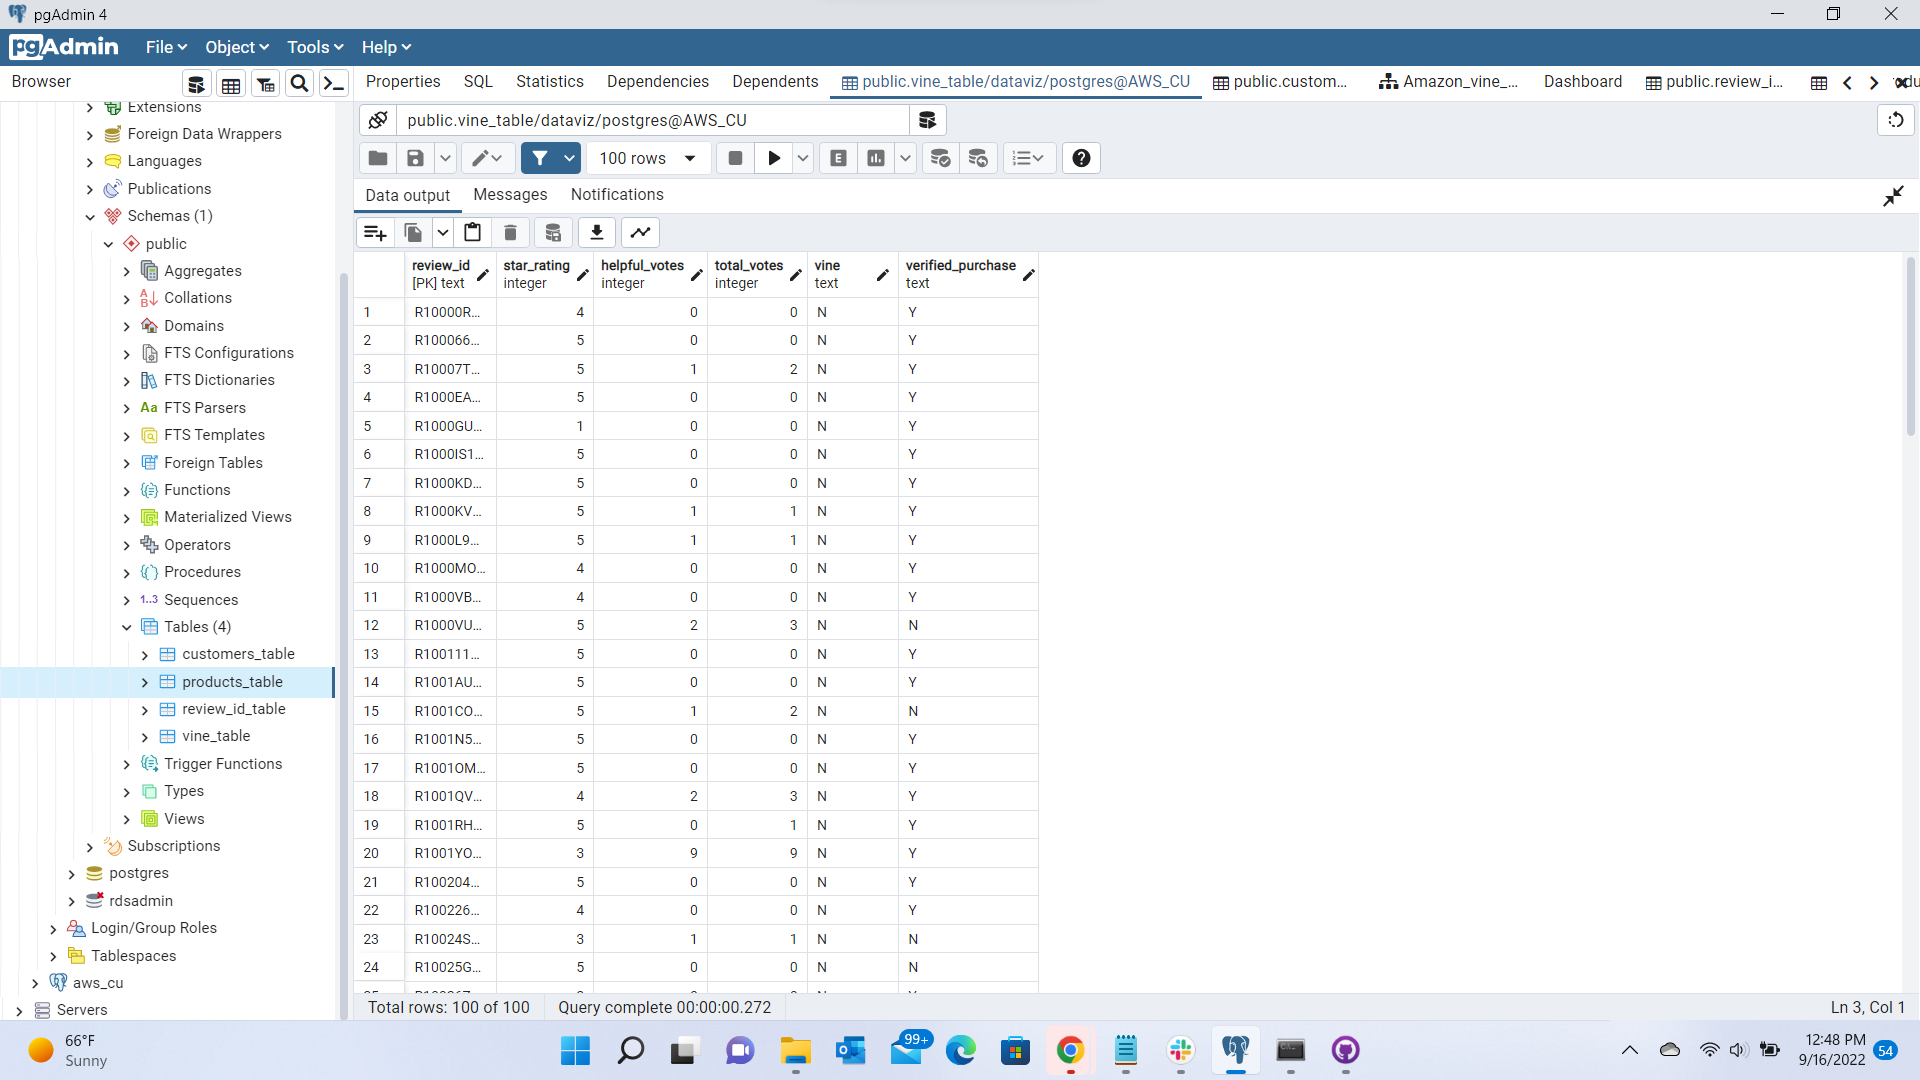 pgAdmin 4
pgAdmin File Object Tools Help
Browser Properties SQL Statistics Dependencies Dependents public.vine_table/dataviz/postgres@AWS_CU public.custom... Amazon_vine_... Dashboard public.review_i...
public.vine_table/dataviz/postgres@AWS_CU
100 rows
Data output Messages Notifications
Extensions
Foreign Data Wrappers
Languages
Publications
Schemas (1)
public
Aggregates
Collations
Domains
FTS Configurations
FTS Dictionaries
Aa FTS Parsers
FTS Templates
Foreign Tables
Functions
Materialized Views
Operators
Procedures
1..3 Sequences
Tables (4)
customers_table
products_table
review_id_table
vine_table
Trigger Functions
Types
Views
Subscriptions
postgres
rdsadmin
Login/Group Roles
Tablespaces
aws_cu
Servers
review_id star_rating helpful_votes total_votes vine verified_purchase
[PK] text integer integer integer text text
1 R10000R... 4 0 0 N Y
2 R100066... 5 0 0 N Y
3 R10007T... 5 1 2 N Y
4 R1000EA... 5 0 0 N Y
5 R1000GU... 1 0 0 N Y
6 R1000IS1... 5 0 0 N Y
7 R1000KD... 5 0 0 N Y
8 R1000KV... 5 1 1 N Y
9 R1000L9... 5 1 1 N Y
10 R1000MO... 4 0 0 N Y
11 R1000VB... 4 0 0 N Y
12 R1000VU... 5 2 3 N N
13 R100111... 5 0 0 N Y
14 R1001AU... 5 0 0 N Y
15 R1001CO... 5 1 2 N N
16 R1001N5... 5 0 0 N Y
17 R1001OM... 5 0 0 N Y
18 R1001QV... 4 2 3 N Y
19 R1001RH... 5 0 1 N Y
20 R1001YO... 3 9 9 N Y
21 R100204... 5 0 0 N Y
22 R100226... 4 0 0 N Y
23 R10024S... 3 1 1 N N
24 R10025G... 5 0 0 N N
Total rows: 100 of 100 Query complete 00:00:00.272 Ln 3, Col 1
66°F
Sunny
99+
12:48 PM
9/16/2022
54